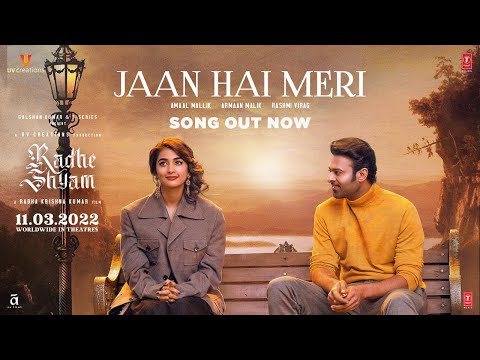 UV Creations
T-SERIES
JAAN HAI MERI
AMAAL MALLIK ARMAAN MALIK RASHMI VIRAG
SONG OUT NOW
GULSHAN KUMAR & T-SERIES
PRESENT
A UV CREATIONS PRODUCTION
Radhe
Shyam
A RADHA KRISHNA KUMAR FILM
11.03.2022
WORLDWIDE IN THEATRES
T-SERIES